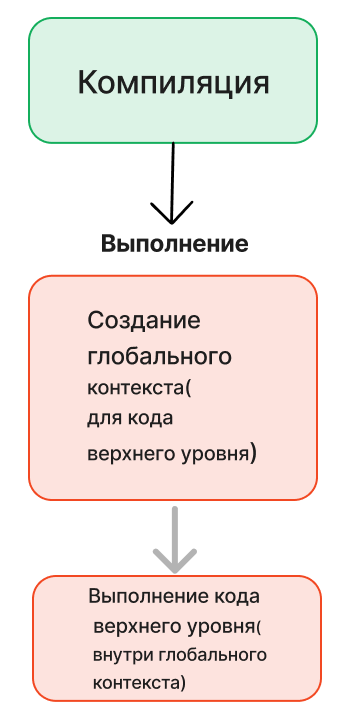 Компиляция
Выполнение
Создание
глобального
контекста(
для кода
верхнего уровня)
Выполнение кода
верхнего уровня(
внутри глобального
контекста)